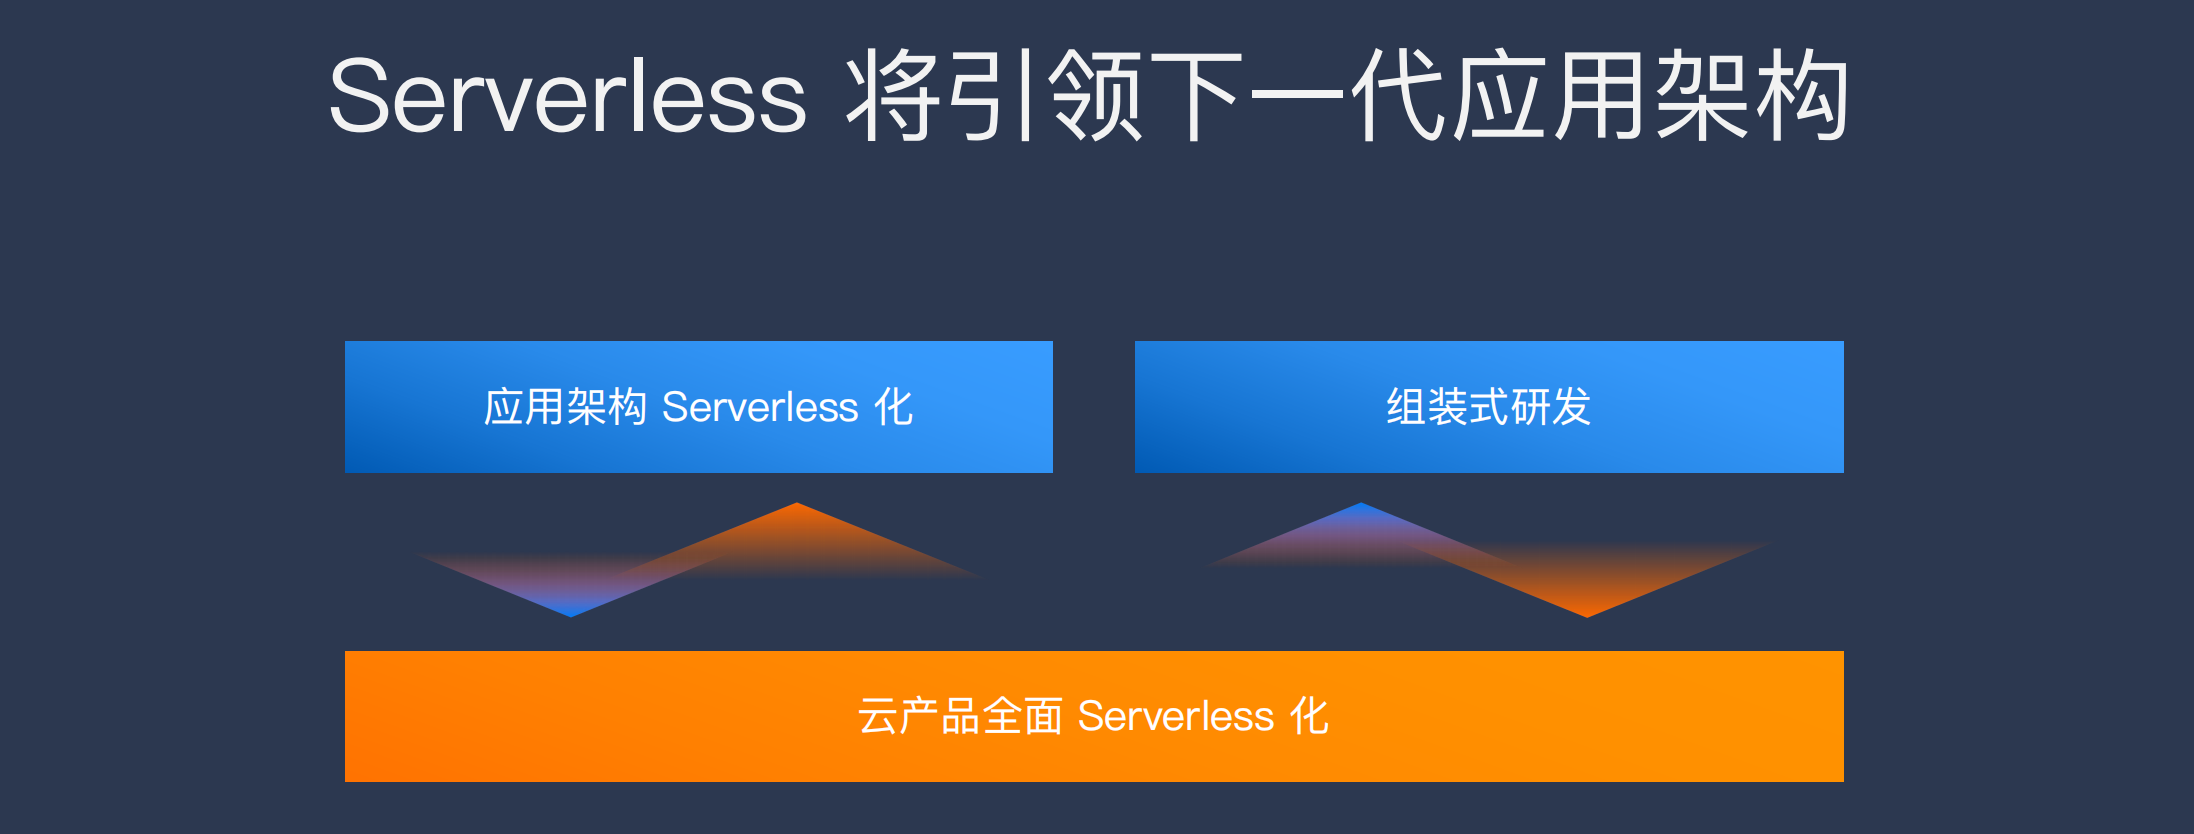 Serverless 将引领下一代应用架构
应用架构 Serverless 化
组装式研发
云产品全面 Serverless 化